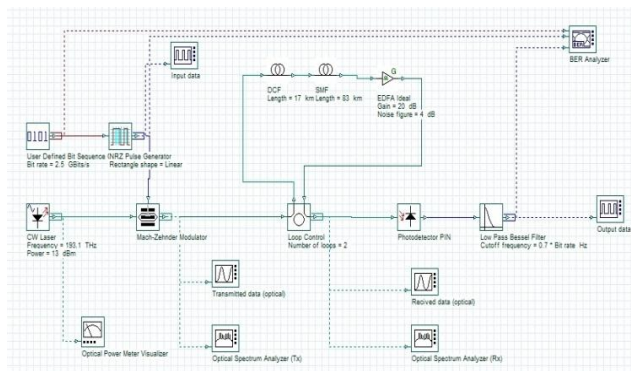 BER Analyzer
Input data
DCF
Length = 17 km
SMF
Length = 83 km
G
EDFA Ideal
Gain = 20 dB
Noise figure = 4 dB
0101
User Defined Bit Sequence
Bit rate = 2.5 GBits/s
NRZ Pulse Generator
Rectangle shape = Linear
CW Laser
Frequency = 193.1 THz
Power = 13 dBm
Mach-Zehnder Modulator
Loop Control
Number of loops = 2
Photodetector PIN
Low Pass Bessel Filter
Cutoff frequency = 0.7 * Bit rate Hz
Output data
Transmitted data (optical)
Recived data (optical)
Optical Power Meter Visualizer
Optical Spectrum Analyzer (Tx)
Optical Spectrum Analyzer (Rx)